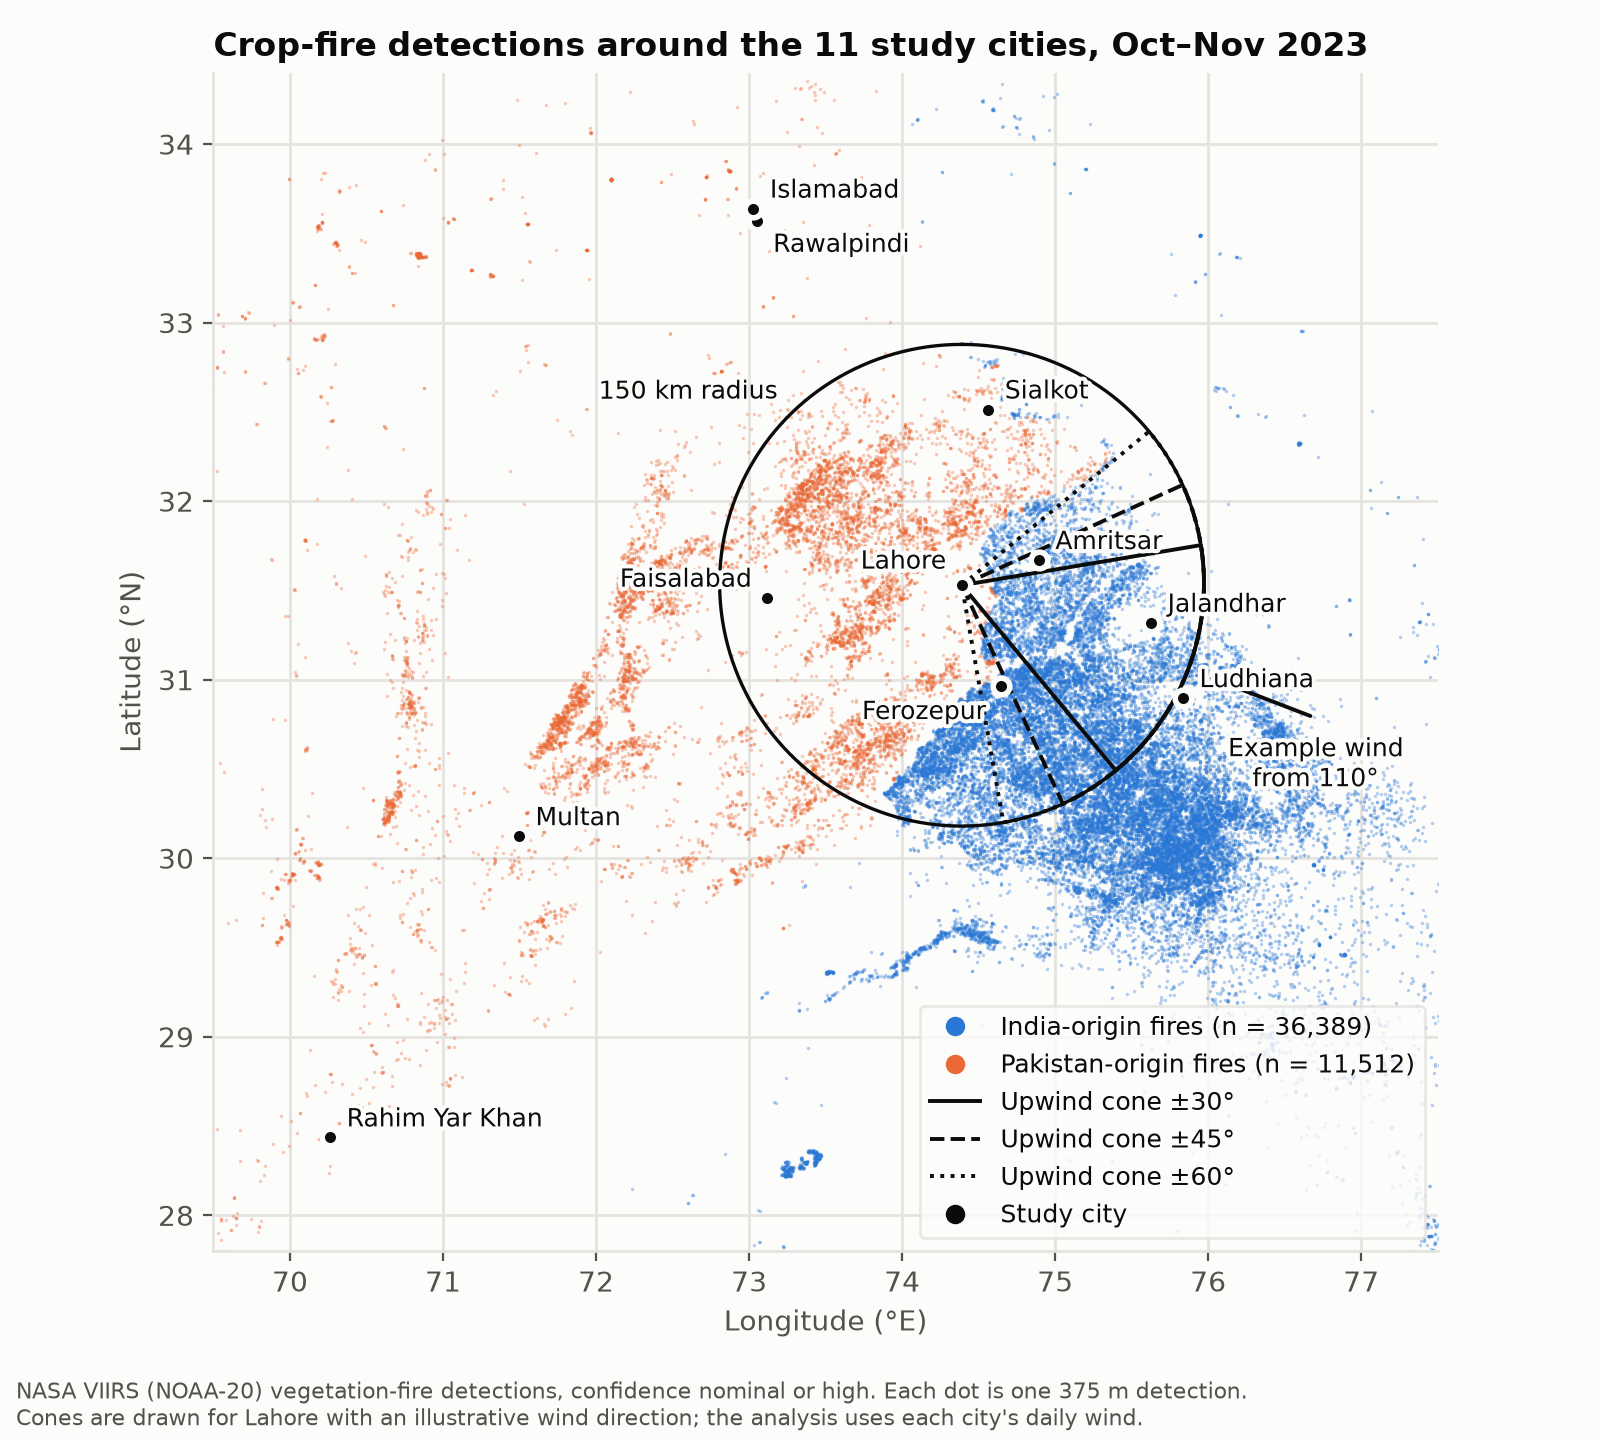 Crop-fire detections around the 11 study cities, Oct–Nov 2023
34
33
32
31
30
29
28
Latitude (°N)
Islamabad
Rawalpindi
150 km radius
Sialkot
Amritsar
Lahore
Faisalabad
Jalandhar
Ludhiana
Ferozepur
Example wind
from 110°
Multan
Rahim Yar Khan
India-origin fires (n = 36,389)
Pakistan-origin fires (n = 11,512)
Upwind cone ±30°
Upwind cone ±45°
Upwind cone ±60°
Study city
70 71 72 73 74 75 76 77
Longitude (°E)
NASA VIIRS (NOAA-20) vegetation-fire detections, confidence nominal or high. Each dot is one 375 m detection.
Cones are drawn for Lahore with an illustrative wind direction; the analysis uses each city's daily wind.